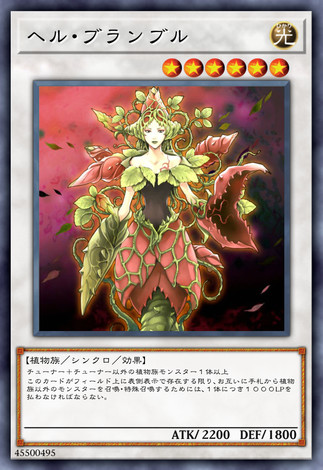 ヘル・ブランブル
光
【植物族／シンクロ／効果】
チューナー＋チューナー以外の植物族モンスター１体以上
このカードがフィールド上に表側表示で存在する限り、お互いに手札から植物
族以外のモンスターを召喚・特殊召喚するためには、１体につき１０００LPを
払わなければならない。
ATK/ 2200 DEF/1800
45500495